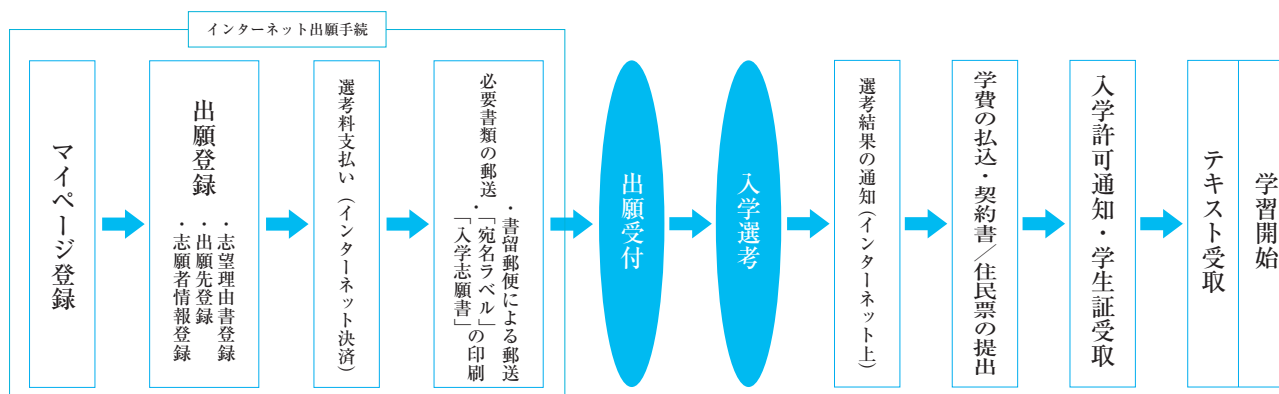 インターネット出願手続
マイページ登録
出願登録
・志望理由書登録
・出願先登録
・志願者情報登録
選考料支払い（インターネット決済）
必要書類の郵送
・書留郵便による郵送
・「宛名ラベル」の印刷
「入学志願書」
出願受付
入学選考
選考結果の通知（インターネット上）
学費の払込・契約書／住民票の提出
入学許可通知・学生証受取
テキスト受取
学習開始